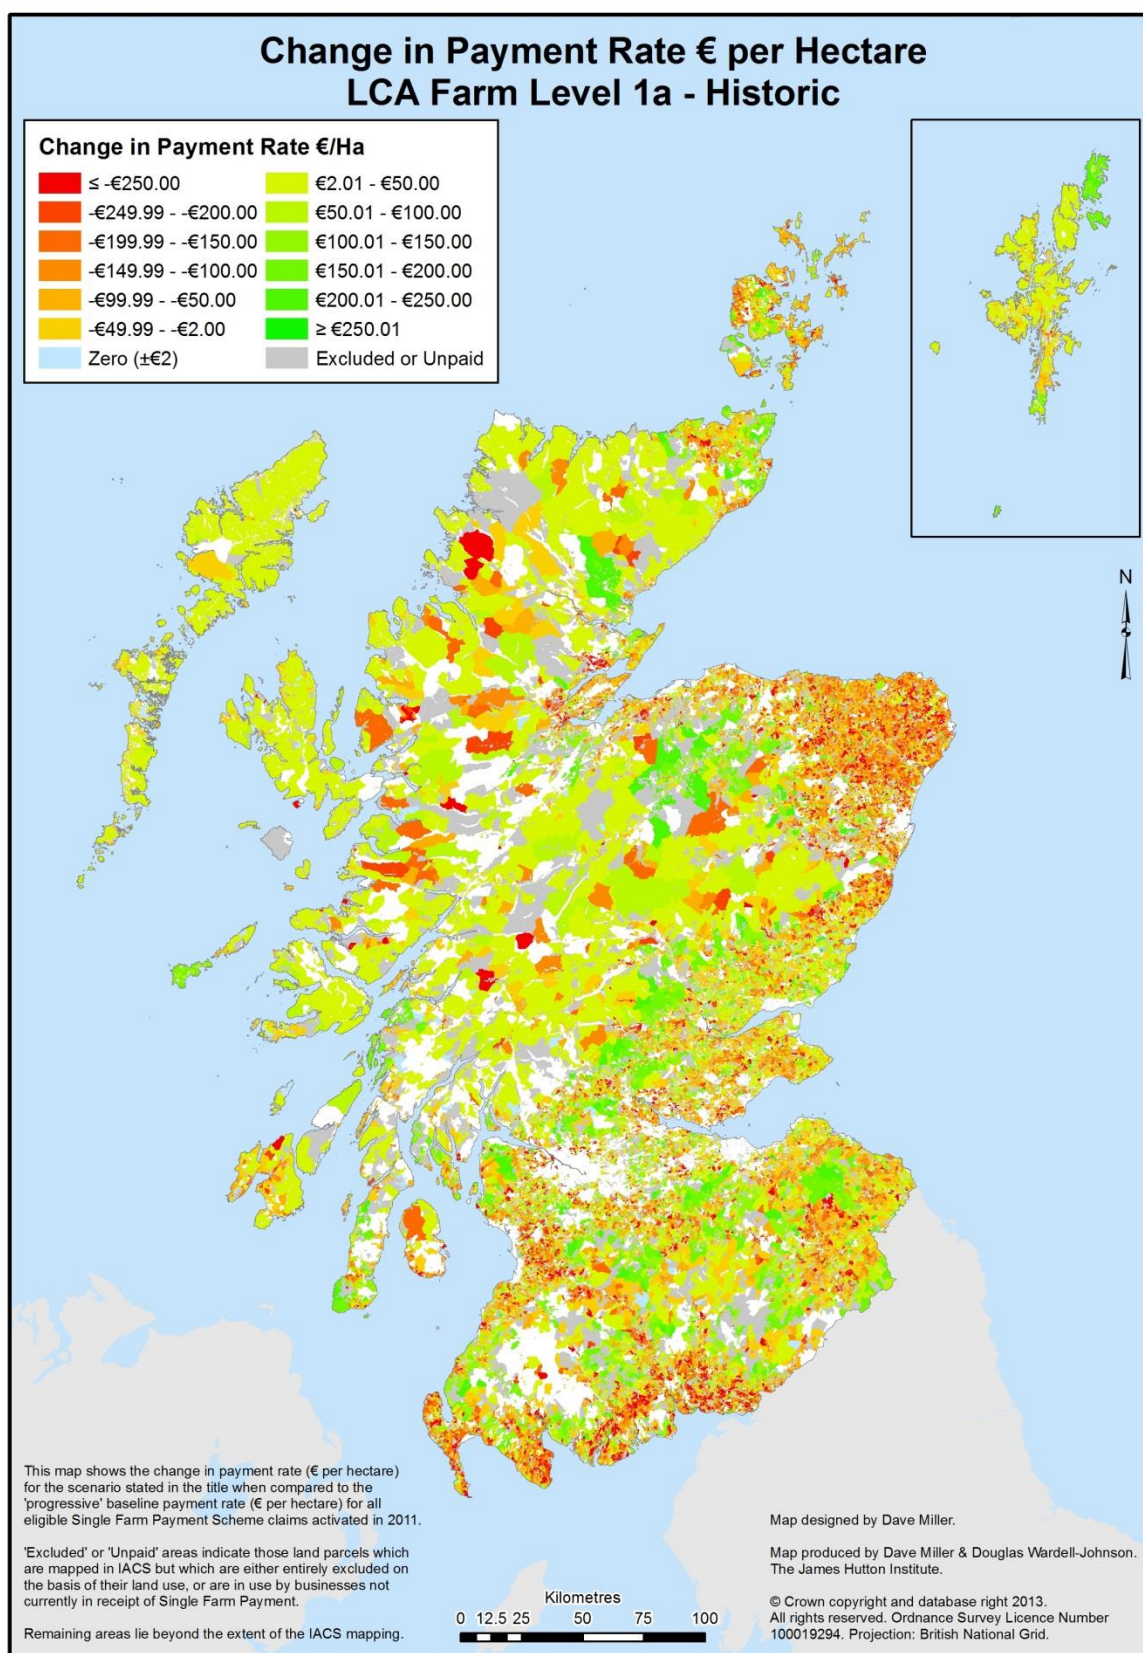 Change in Payment Rate € per Hectare
LCA Farm Level 1a - Historic
Change in Payment Rate €/Ha
≤ -€250.00
-€249.99 - -€200.00
-€199.99 - -€150.00
-€149.99 - -€100.00
-€99.99 - -€50.00
-€49.99 - -€2.00
Zero (±€2)
€2.01 - €50.00
€50.01 - €100.00
€100.01 - €150.00
€150.01 - €200.00
€200.01 - €250.00
≥ €250.01
Excluded or Unpaid
N
This map shows the change in payment rate (€ per hectare)
for the scenario stated in the title when compared to the
'progressive' baseline payment rate (€ per hectare) for all
eligible Single Farm Payment Scheme claims activated in 2011.
'Excluded' or 'Unpaid' areas indicate those land parcels which
are mapped in IACS but which are either entirely excluded on
the basis of their land use, or are in use by businesses not
currently in receipt of Single Farm Payment.
Remaining areas lie beyond the extent of the IACS mapping.
Kilometres
0 12.5 25 50 75 100
Map designed by Dave Miller.
Map produced by Dave Miller & Douglas Wardell-Johnson.
The James Hutton Institute.
© Crown copyright and database right 2013.
All rights reserved. Ordnance Survey Licence Number
100019294. Projection: British National Grid.